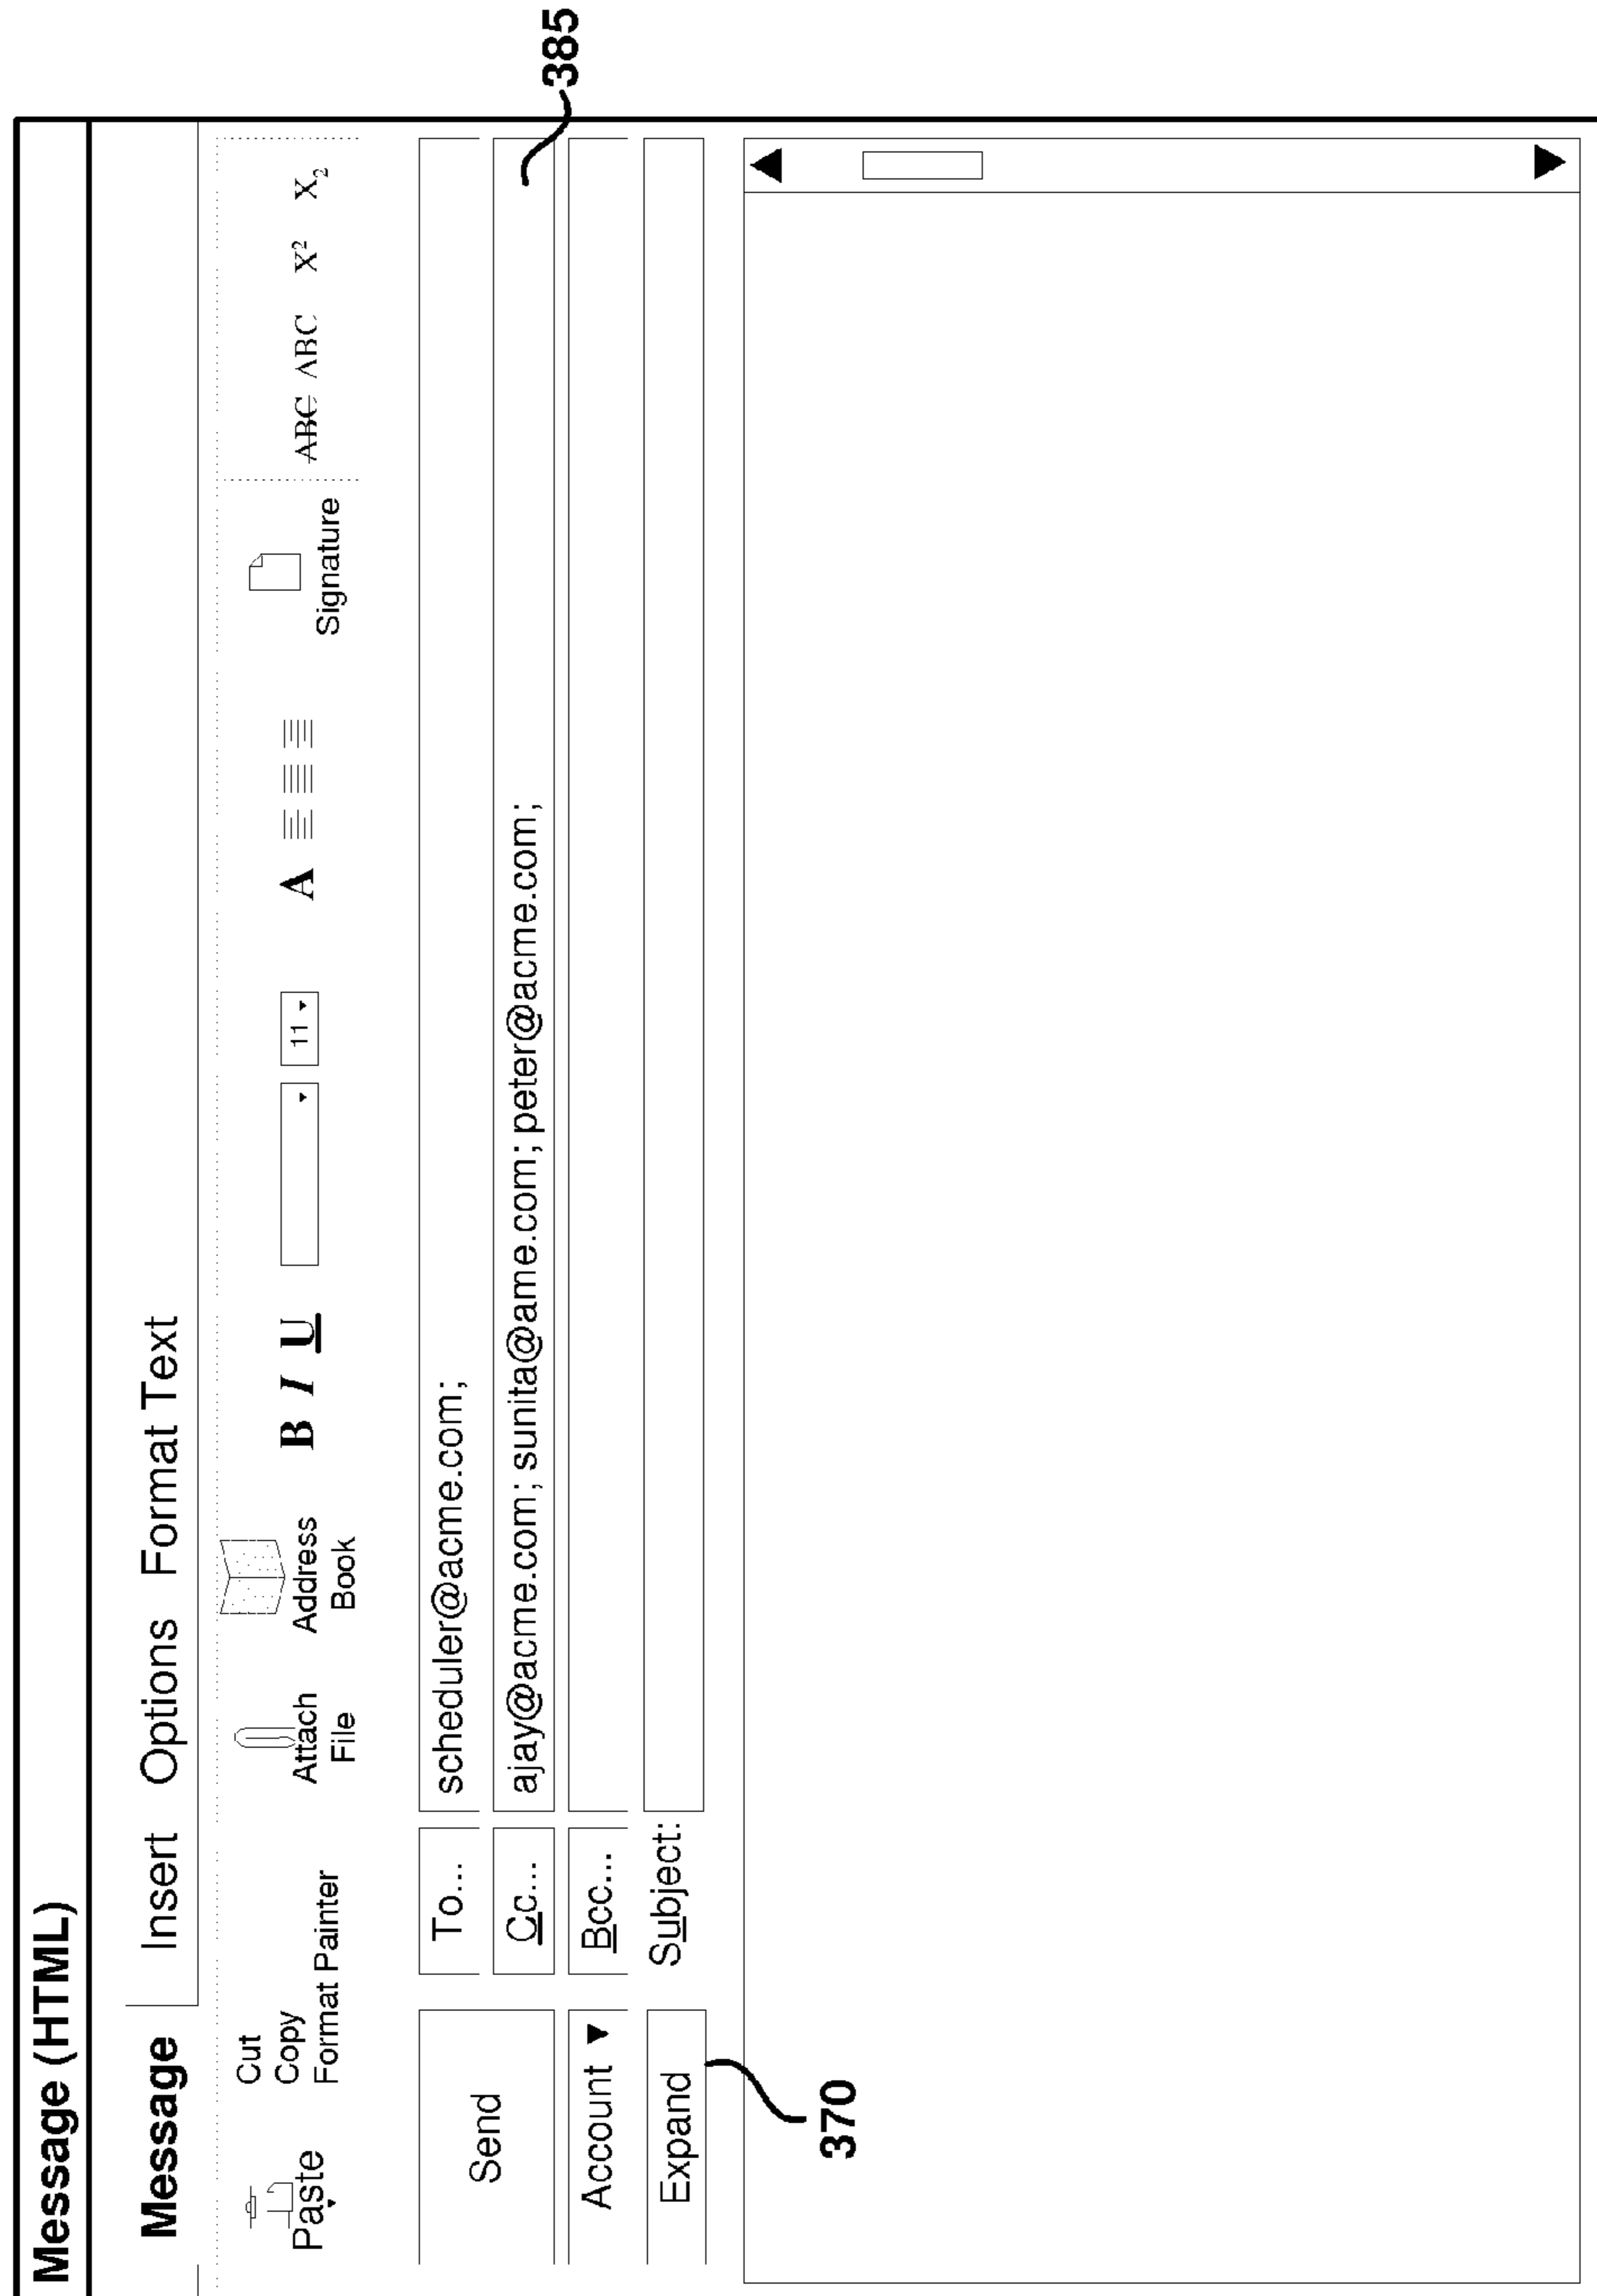 Message (HTML)
Message Insert Options Format Text
Paste
Cut
Copy
Format Painter
Attach
File
Address
Book
B I U
11
A
Signature
ABC ABC X² X₂
Send
To...
scheduler@acme.com;
Cc...
ajay@acme.com; sunita@ame.com; peter@acme.com;
385
Account
Bcc...
Expand
Subject:
370